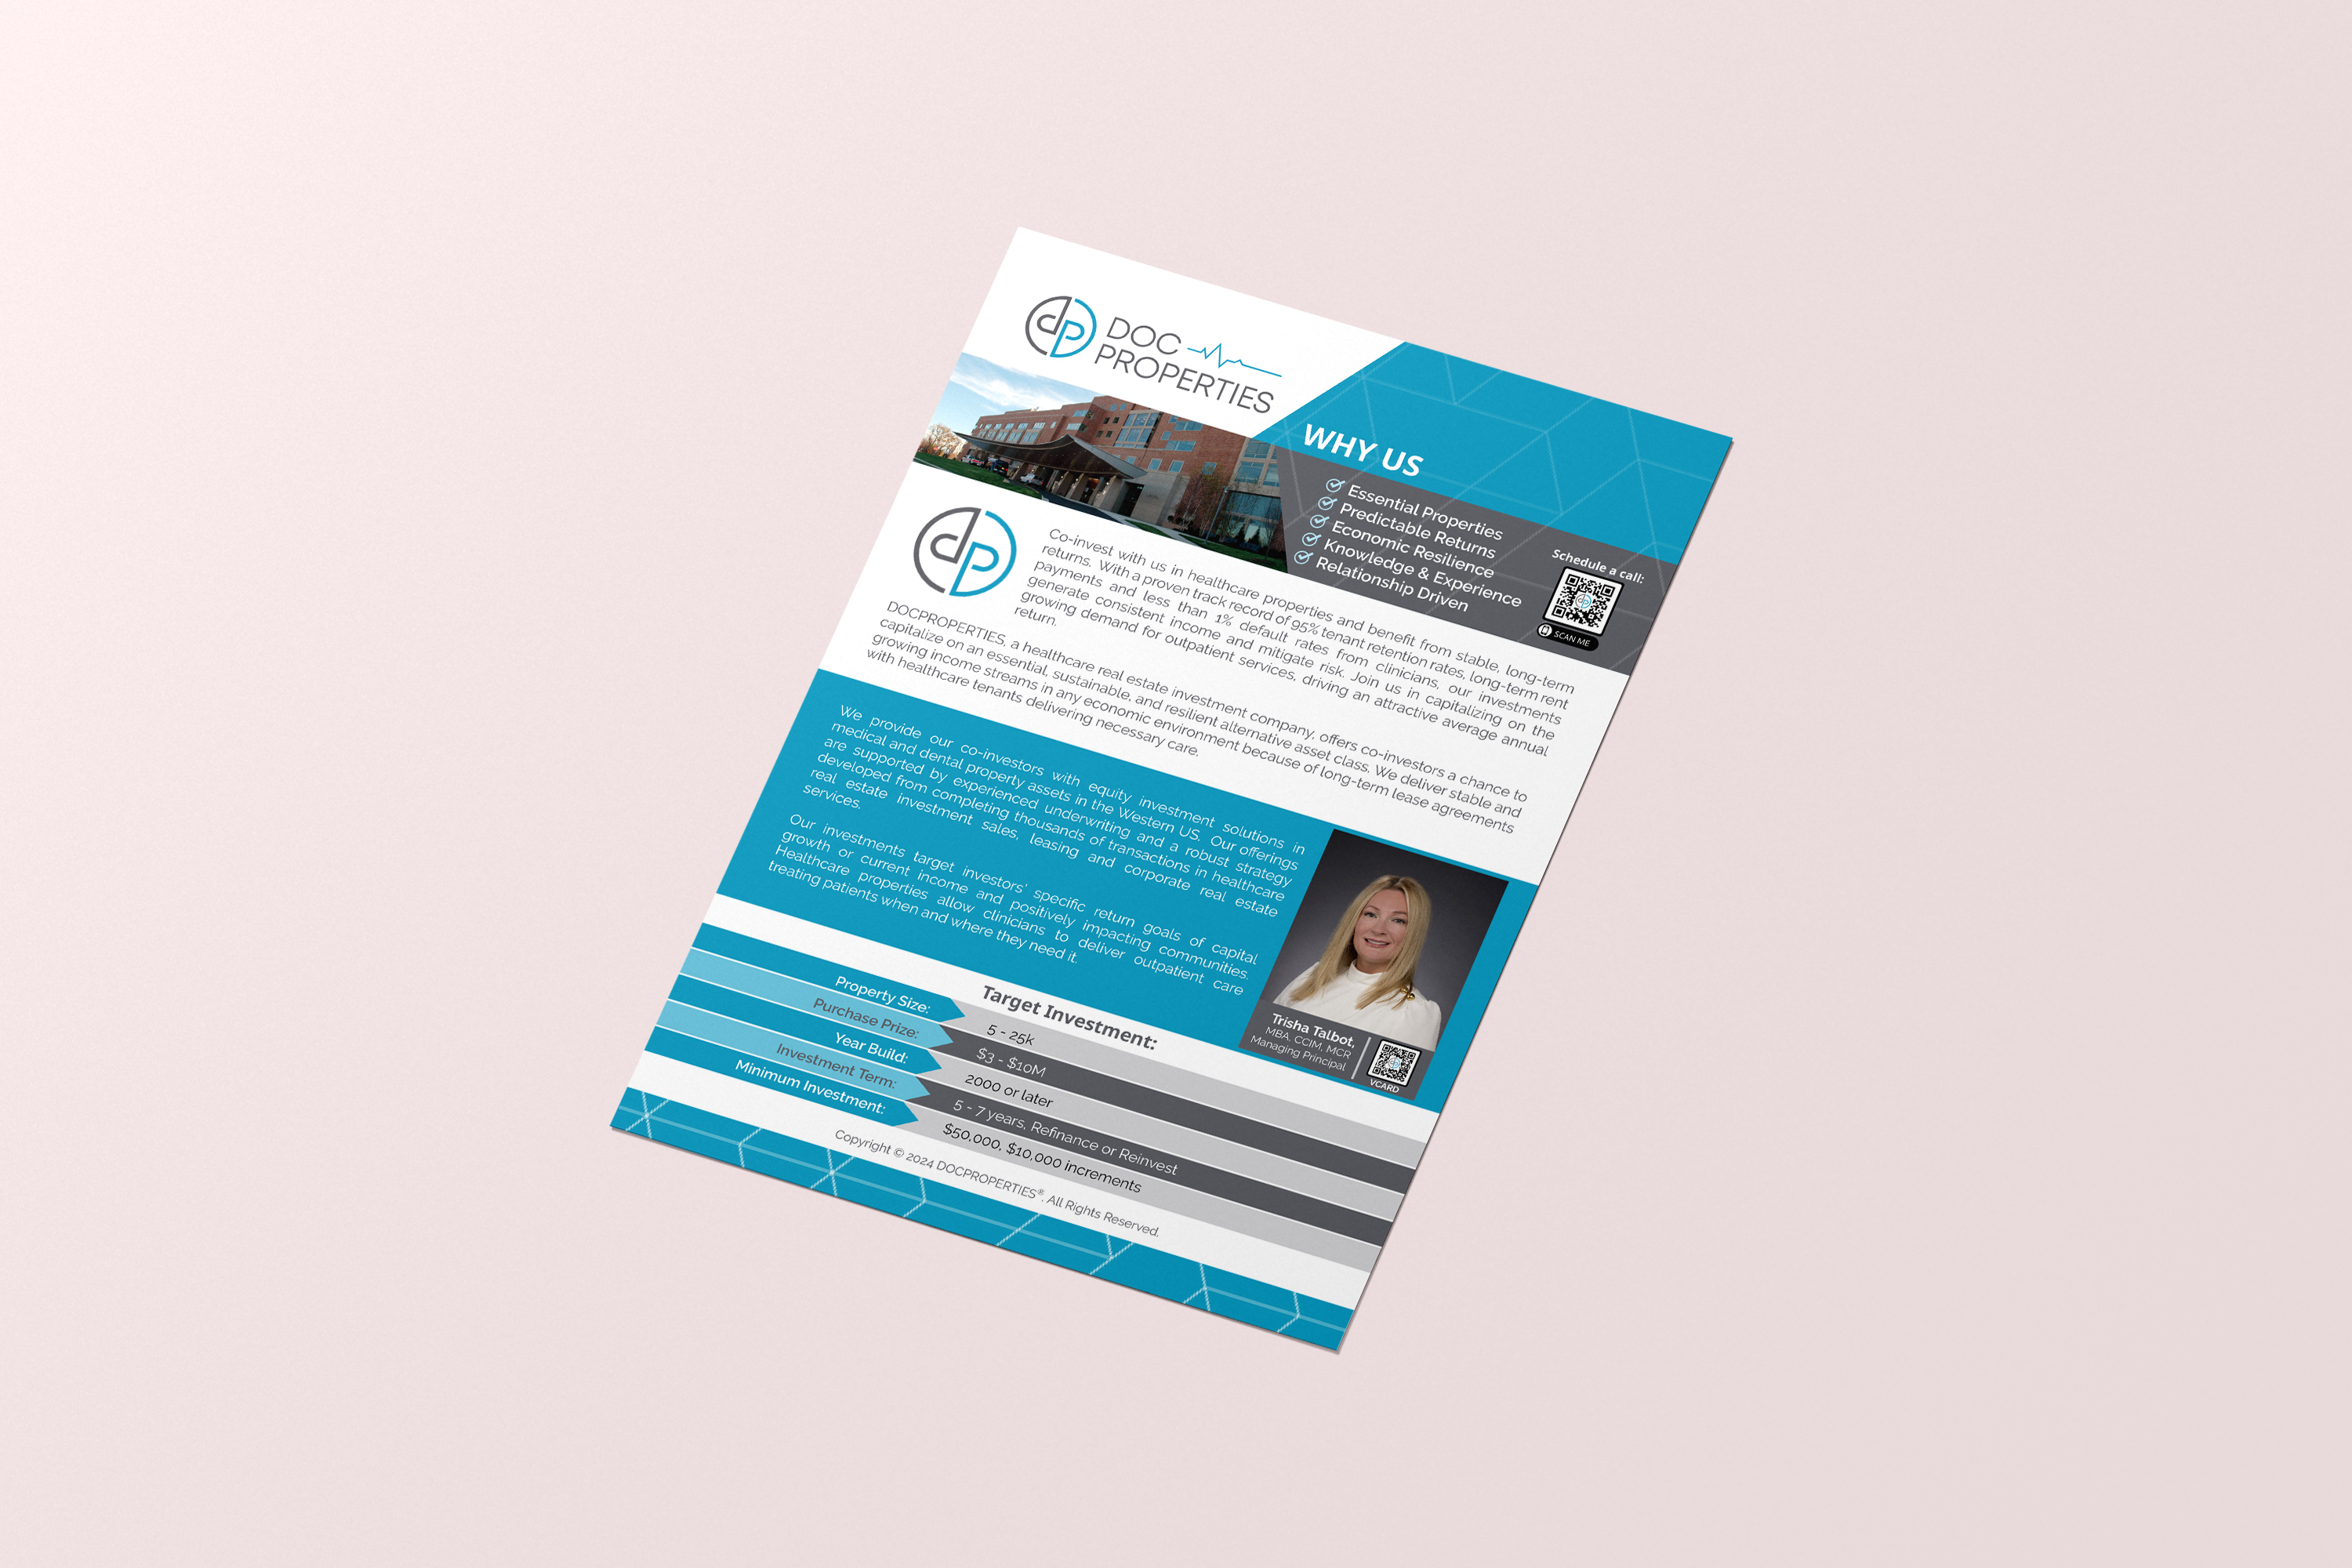 dp
DOC
PROPERTIES
WHY US
Essential Properties
Predictable Returns
Economic Resilience
Knowledge & Experience
Relationship Driven
Schedule a call:
dp
SCAN ME
dp
Co-invest with us in healthcare properties and benefit from stable, long-term
returns. With a proven track record of 95% tenant retention rates, long-term rent
payments and less than 1% default rates from clinicians, our investments
generate consistent income and mitigate risk. Join us in capitalizing on the
growing demand for outpatient services, driving an attractive average annual
return.
DOCPROPERTIES, a healthcare real estate investment company, offers co-investors a chance to
capitalize on an essential, sustainable, and resilient alternative asset class. We deliver stable and
growing income streams in any economic environment because of long-term lease agreements
with healthcare tenants delivering necessary care.
We provide our co-investors with equity investment solutions in
medical and dental property assets in the Western US. Our offerings
are supported by experienced underwriting and a robust strategy
developed from completing thousands of transactions in healthcare
real estate investment sales, leasing and corporate real estate
services.
Our investments target investors' specific return goals of capital
growth or current income and positively impacting communities.
Healthcare properties allow clinicians to deliver outpatient care
treating patients when and where they need it.
Trisha Talbot,
MBA, CCIM, MCR
Managing Principal
VCARD
Target Investment:
Property Size: 5 - 25k
Purchase Prize: $3 - $10M
Year Build: 2000 or later
Investment Term: 5 - 7 years, Refinance or Reinvest
Minimum Investment: $50,000, $10,000 increments
Copyright © 2024 DOCPROPERTIES®. All Rights Reserved.